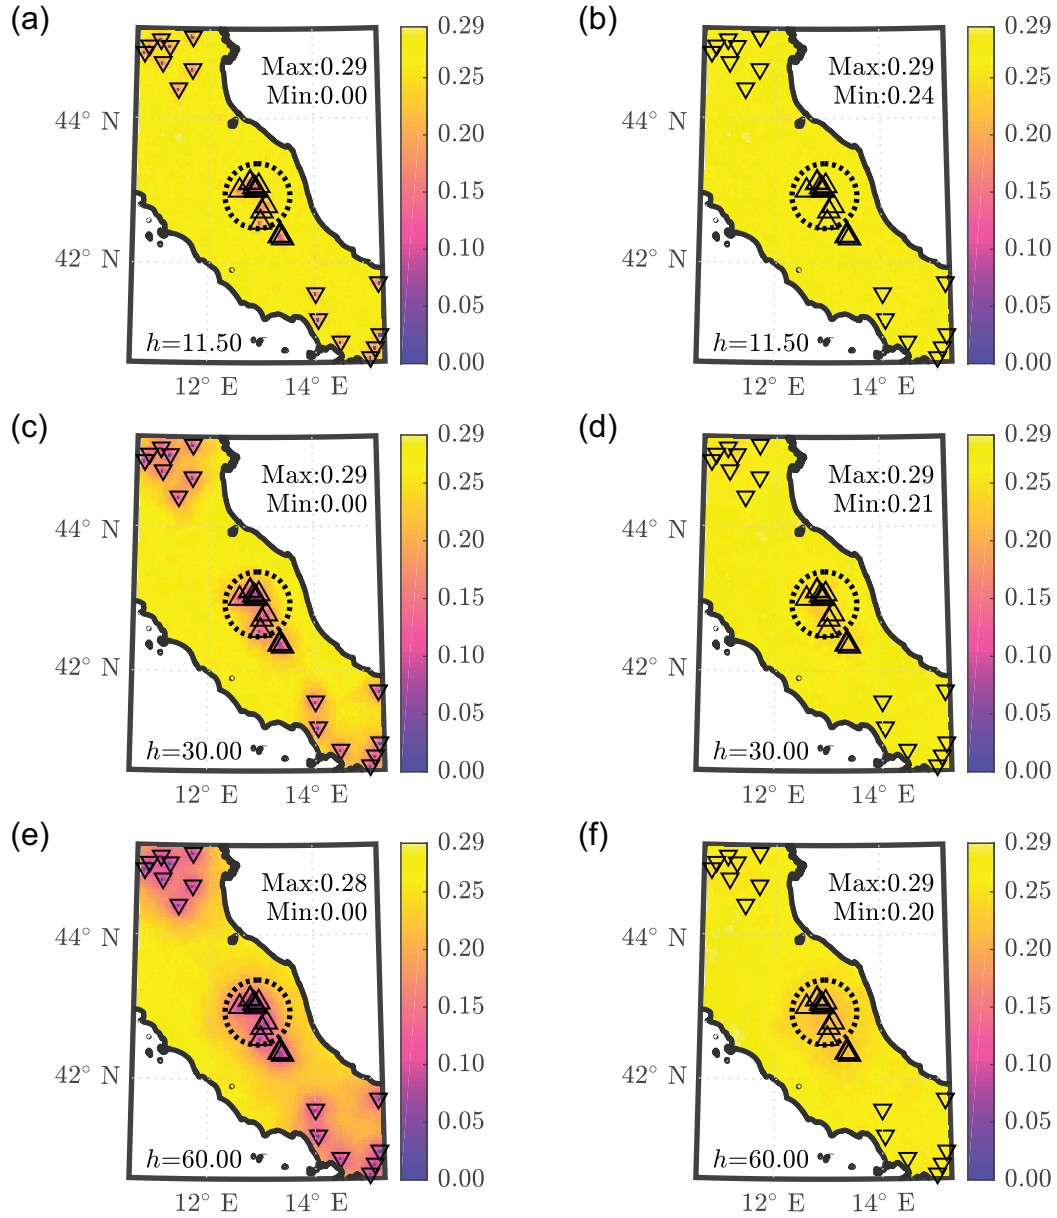 (a)
Max:0.29
Min:0.00
44° N
42° N
h=11.50
12° E
14° E
0.29
0.25
0.20
0.15
0.10
0.05
0.00
(b)
Max:0.29
Min:0.24
44° N
42° N
h=11.50
12° E
14° E
0.29
0.25
0.20
0.15
0.10
0.05
0.00
(c)
Max:0.29
Min:0.00
44° N
42° N
h=30.00
12° E
14° E
0.29
0.25
0.20
0.15
0.10
0.05
0.00
(d)
Max:0.29
Min:0.21
44° N
42° N
h=30.00
12° E
14° E
0.29
0.25
0.20
0.15
0.10
0.05
0.00
(e)
Max:0.28
Min:0.00
44° N
42° N
h=60.00
12° E
14° E
0.29
0.25
0.20
0.15
0.10
0.05
0.00
(f)
Max:0.29
Min:0.20
44° N
42° N
h=60.00
12° E
14° E
0.29
0.25
0.20
0.15
0.10
0.05
0.00